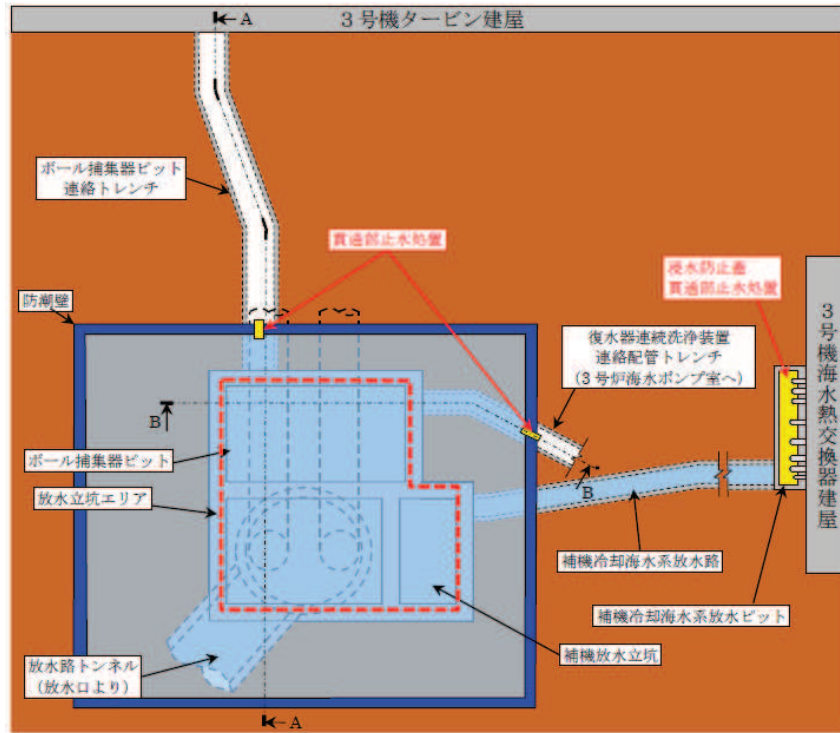 A
3号機タービン建屋
ボール捕集器ピット
連絡トレンチ
貫通部止水処置
浸水防止蓋
貫通部止水処置
防潮壁
復水器連続洗浄装置
連絡配管トレンチ
(3号炉海水ポンプ室へ)
3号機海水熱交換器建屋
B
ボール捕集器ピット
放水立坑エリア
B
補機冷却海水系放水路
補機冷却海水系放水ピット
放水路トンネル
(放水口より)
補機放水立坑
A